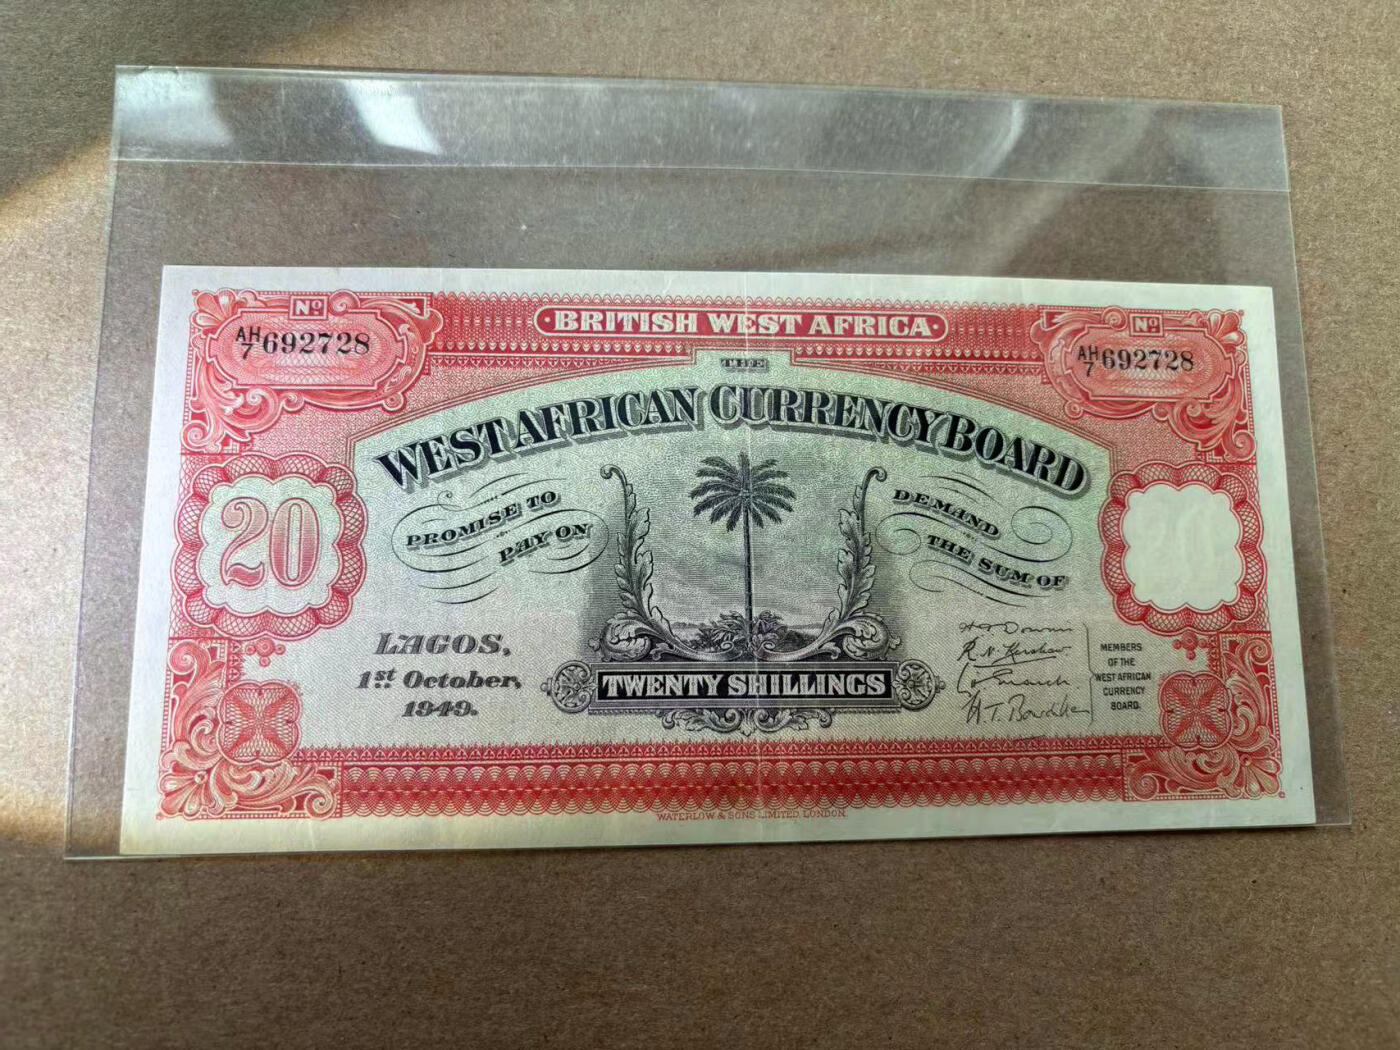 BRITISH WEST AFRICA
Nº
AH/7 692728
Nº
AH/7 692728
THE
WEST AFRICAN CURRENCY BOARD
PROMISE TO
PAY ON
DEMAND
THE SUM OF
20
20
LAGOS,
1st October,
1949.
TWENTY SHILLINGS
R. N. Kershaw.
MEMBERS
OF THE
WEST AFRICAN
CURRENCY
BOARD.
WATERLOW & SONS LIMITED, LONDON.